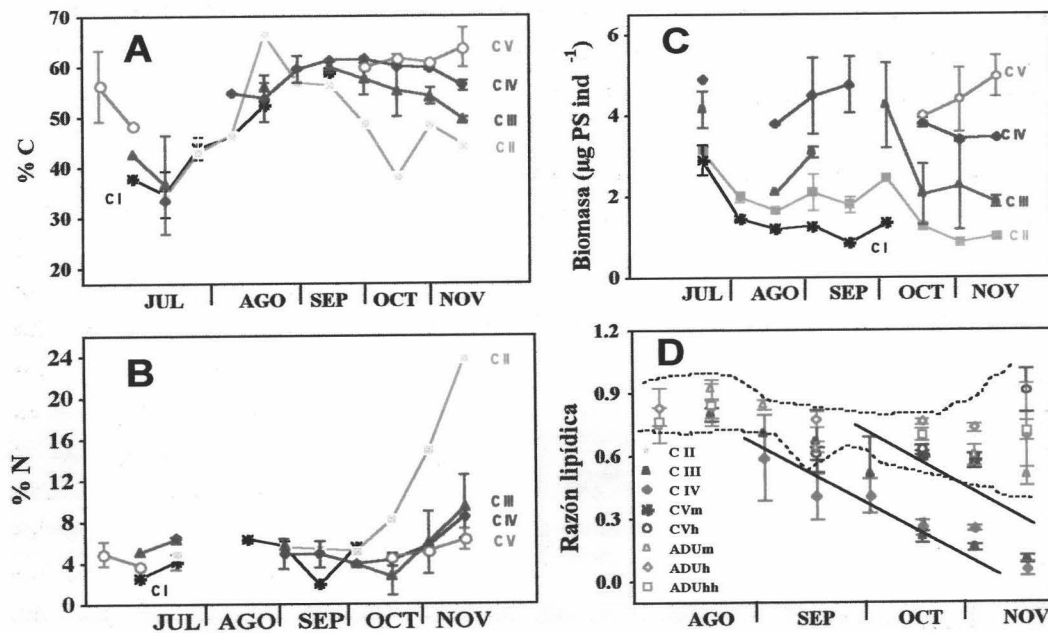 A
% C
70
60
50
40
30
20
C V
C IV
C III
C II
C I
JUL
AGO
SEP
OCT
NOV
B
% N
24
20
16
12
8
4
0
C II
C III
C IV
C V
C I
JUL
AGO
SEP
OCT
NOV
C
Biomasa (µg PS ind -1)
6
4
2
0
C V
C IV
C III
C II
C I
JUL
AGO
SEP
OCT
NOV
D
Razón lipídica
1.2
0.9
0.6
0.3
0.0
C II
C III
C IV
CVm
CVh
ADUm
ADUh
ADUhh
AGO
SEP
OCT
NOV